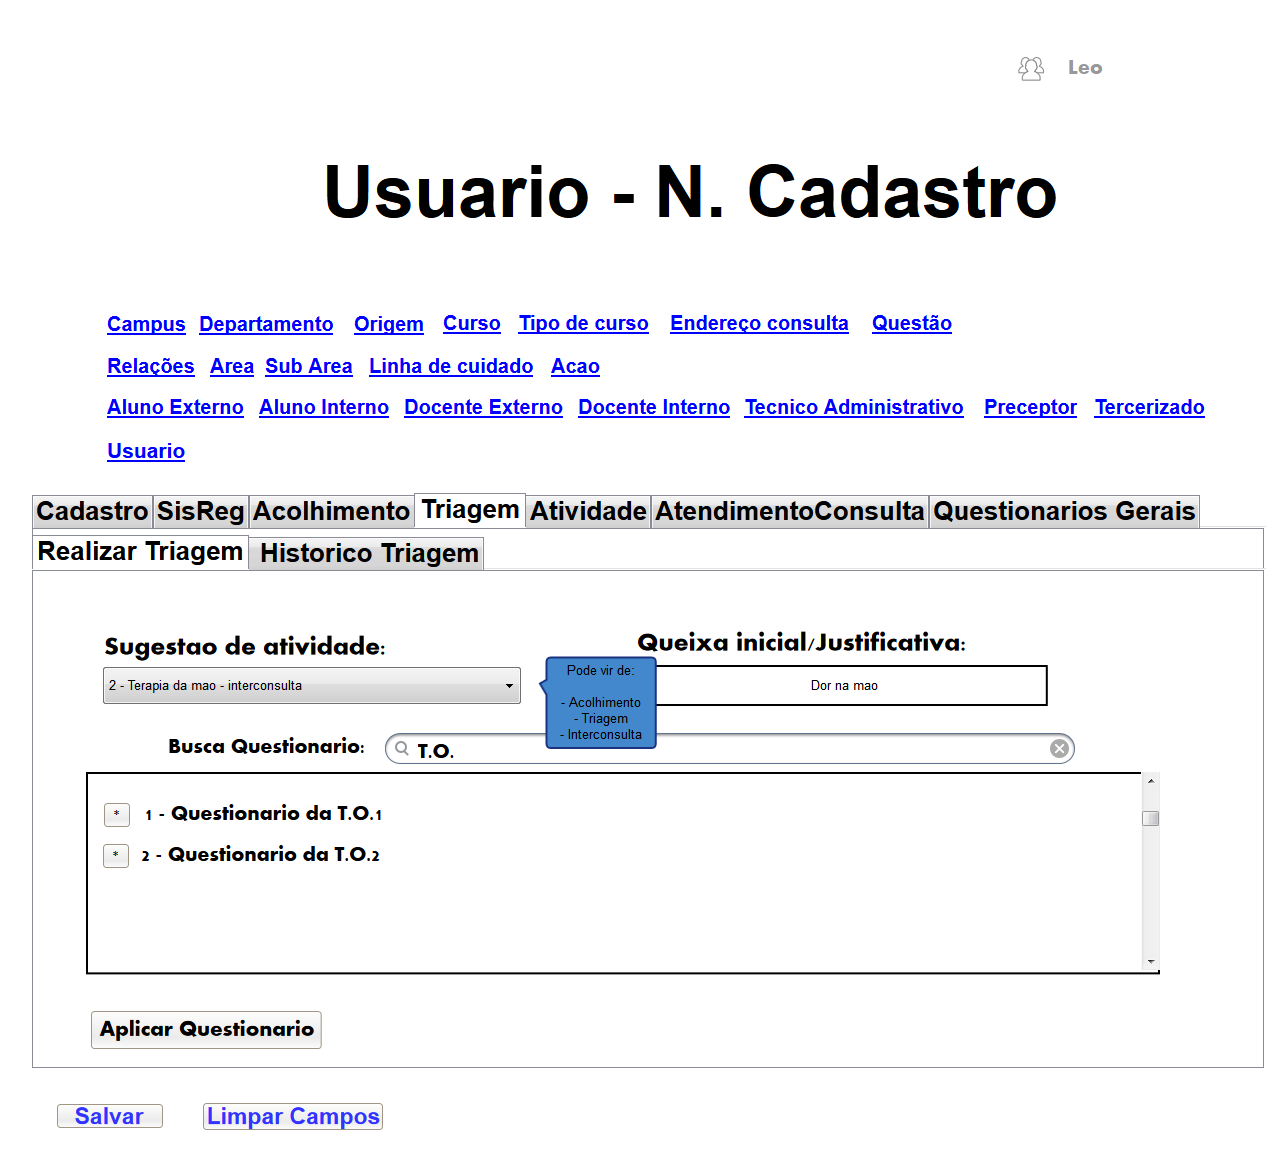 Leo
Usuario - N. Cadastro
Campus Departamento Origem Curso Tipo de curso Endereço consulta Questão
Relações Area Sub Area Linha de cuidado Acao
Aluno Externo Aluno Interno Docente Externo Docente Interno Tecnico Administrativo Preceptor Tercerizado
Usuario
Cadastro SisReg Acolhimento Triagem Atividade AtendimentoConsulta Questionarios Gerais
Realizar Triagem Historico Triagem
Sugestao de atividade: Queixa inicial/Justificativa:
2 - Terapia da mao - interconsulta
Pode vir de:
- Acolhimento
- Triagem
- Interconsulta
Dor na mao
Busca Questionario: T.O.
* 1 - Questionario da T.O.1
* 2 - Questionario da T.O.2
Aplicar Questionario
Salvar Limpar Campos